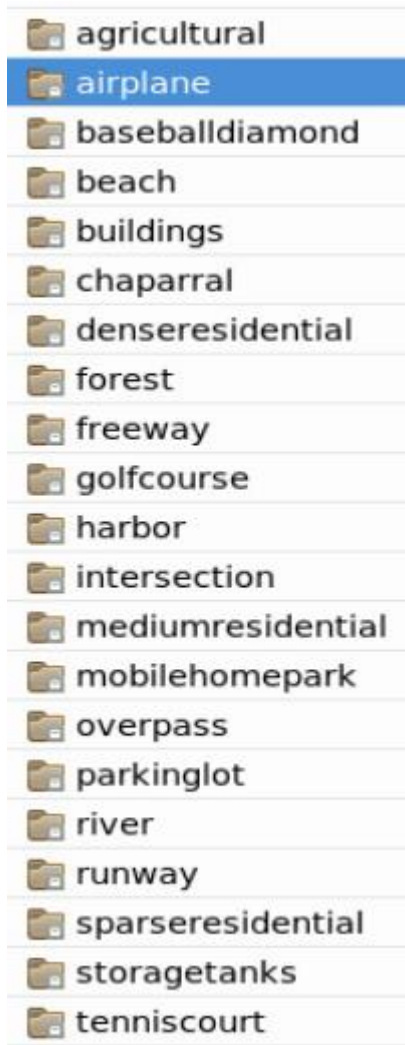 agricultural
airplane
baseballdiamond
beach
buildings
chaparral
denseresidential
forest
freeway
golfcourse
harbor
intersection
mediumresidential
mobilehomepark
overpass
parkinglot
river
runway
sparseresidential
storagetanks
tenniscourt